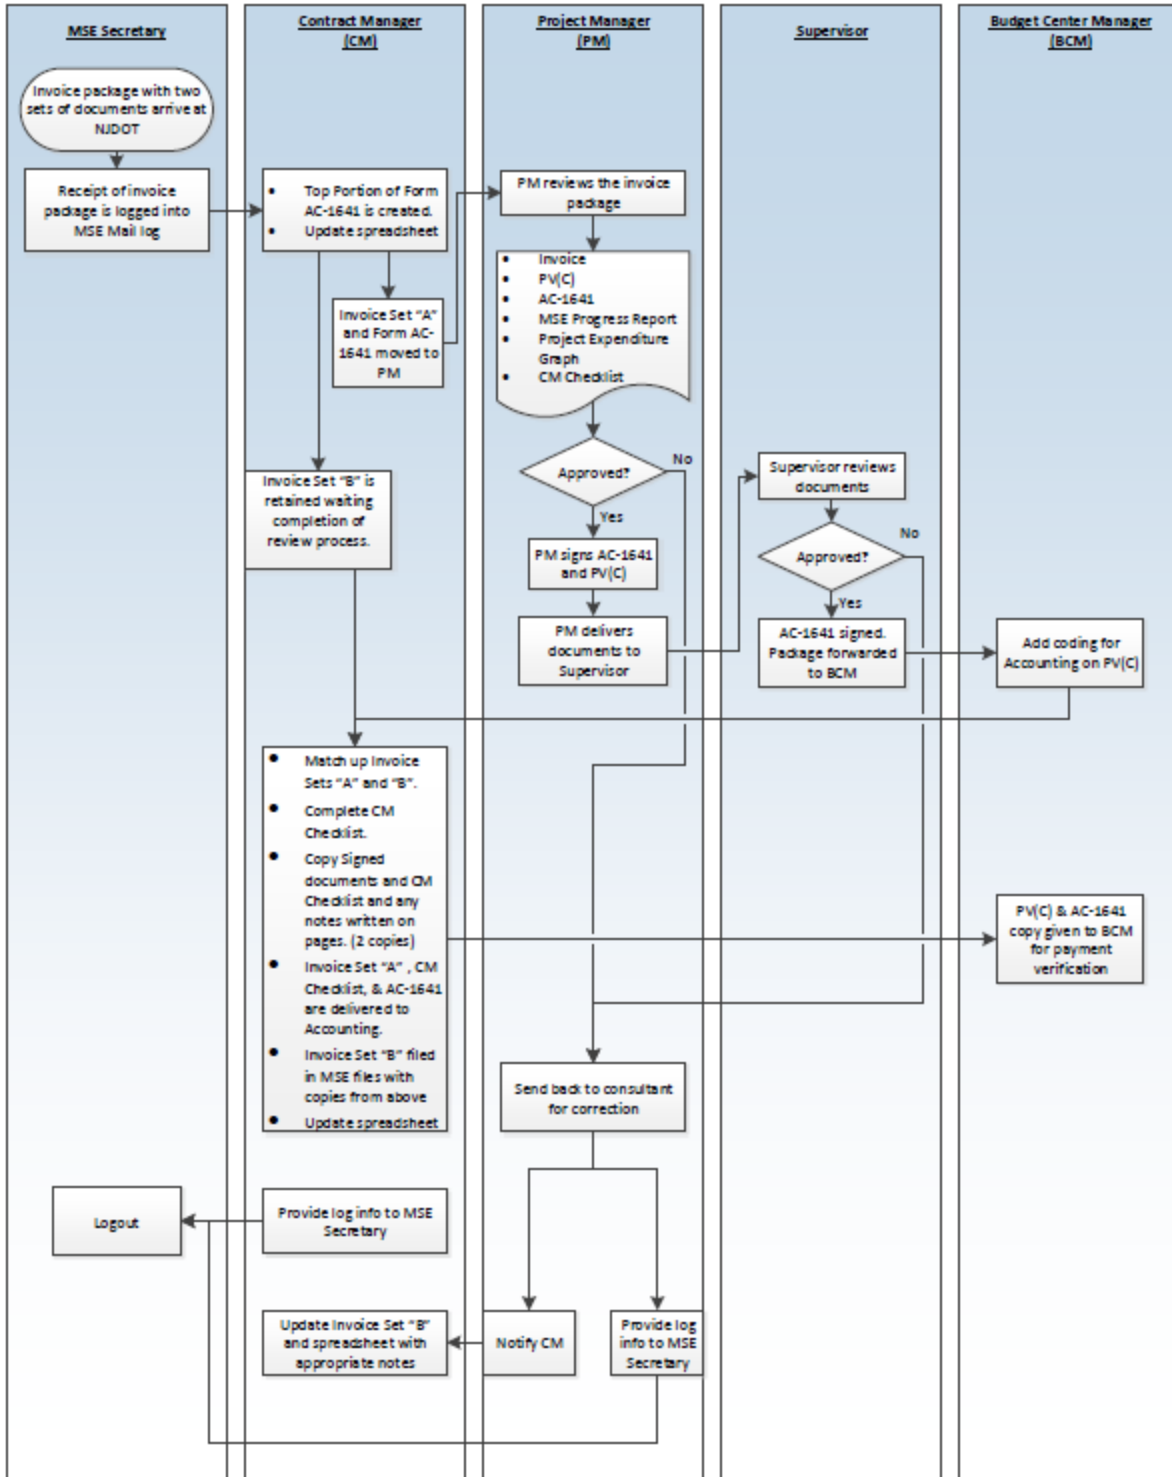 MSE Secretary
Contract Manager
(CM)
Project Manager
(PM)
Supervisor
Budget Center Manager
(BCM)
Invoice package with two
sets of documents arrive at
NJDOT
Receipt of invoice
package is logged into
MSE Mail log
• Top Portion of Form
AC-1641 is created.
• Update spreadsheet
Invoice Set "A"
and Form AC-
1641 moved to
PM
PM reviews the invoice
package
• Invoice
• PV(C)
• AC-1641
• MSE Progress Report
• Project Expenditure
Graph
• CM Checklist
Approved?
No
Yes
Invoice Set "B" is
retained waiting
completion of
review process.
PM signs AC-1641
and PV(C)
PM delivers
documents to
Supervisor
Supervisor reviews
documents
Approved?
No
Yes
AC-1641 signed.
Package forwarded
to BCM
Add coding for
Accounting on PV(C)
• Match up Invoice
Sets "A" and "B".
• Complete CM
Checklist.
• Copy Signed
documents and CM
Checklist and any
notes written on
pages. (2 copies)
• Invoice Set "A" , CM
Checklist, & AC-1641
are delivered to
Accounting.
• Invoice Set "B" filed
in MSE files with
copies from above
• Update spreadsheet
PV(C) & AC-1641
copy given to BCM
for payment
verification
Send back to consultant
for correction
Logout
Provide log info to MSE
Secretary
Update Invoice Set "B"
and spreadsheet with
appropriate notes
Notify CM
Provide log
info to MSE
Secretary